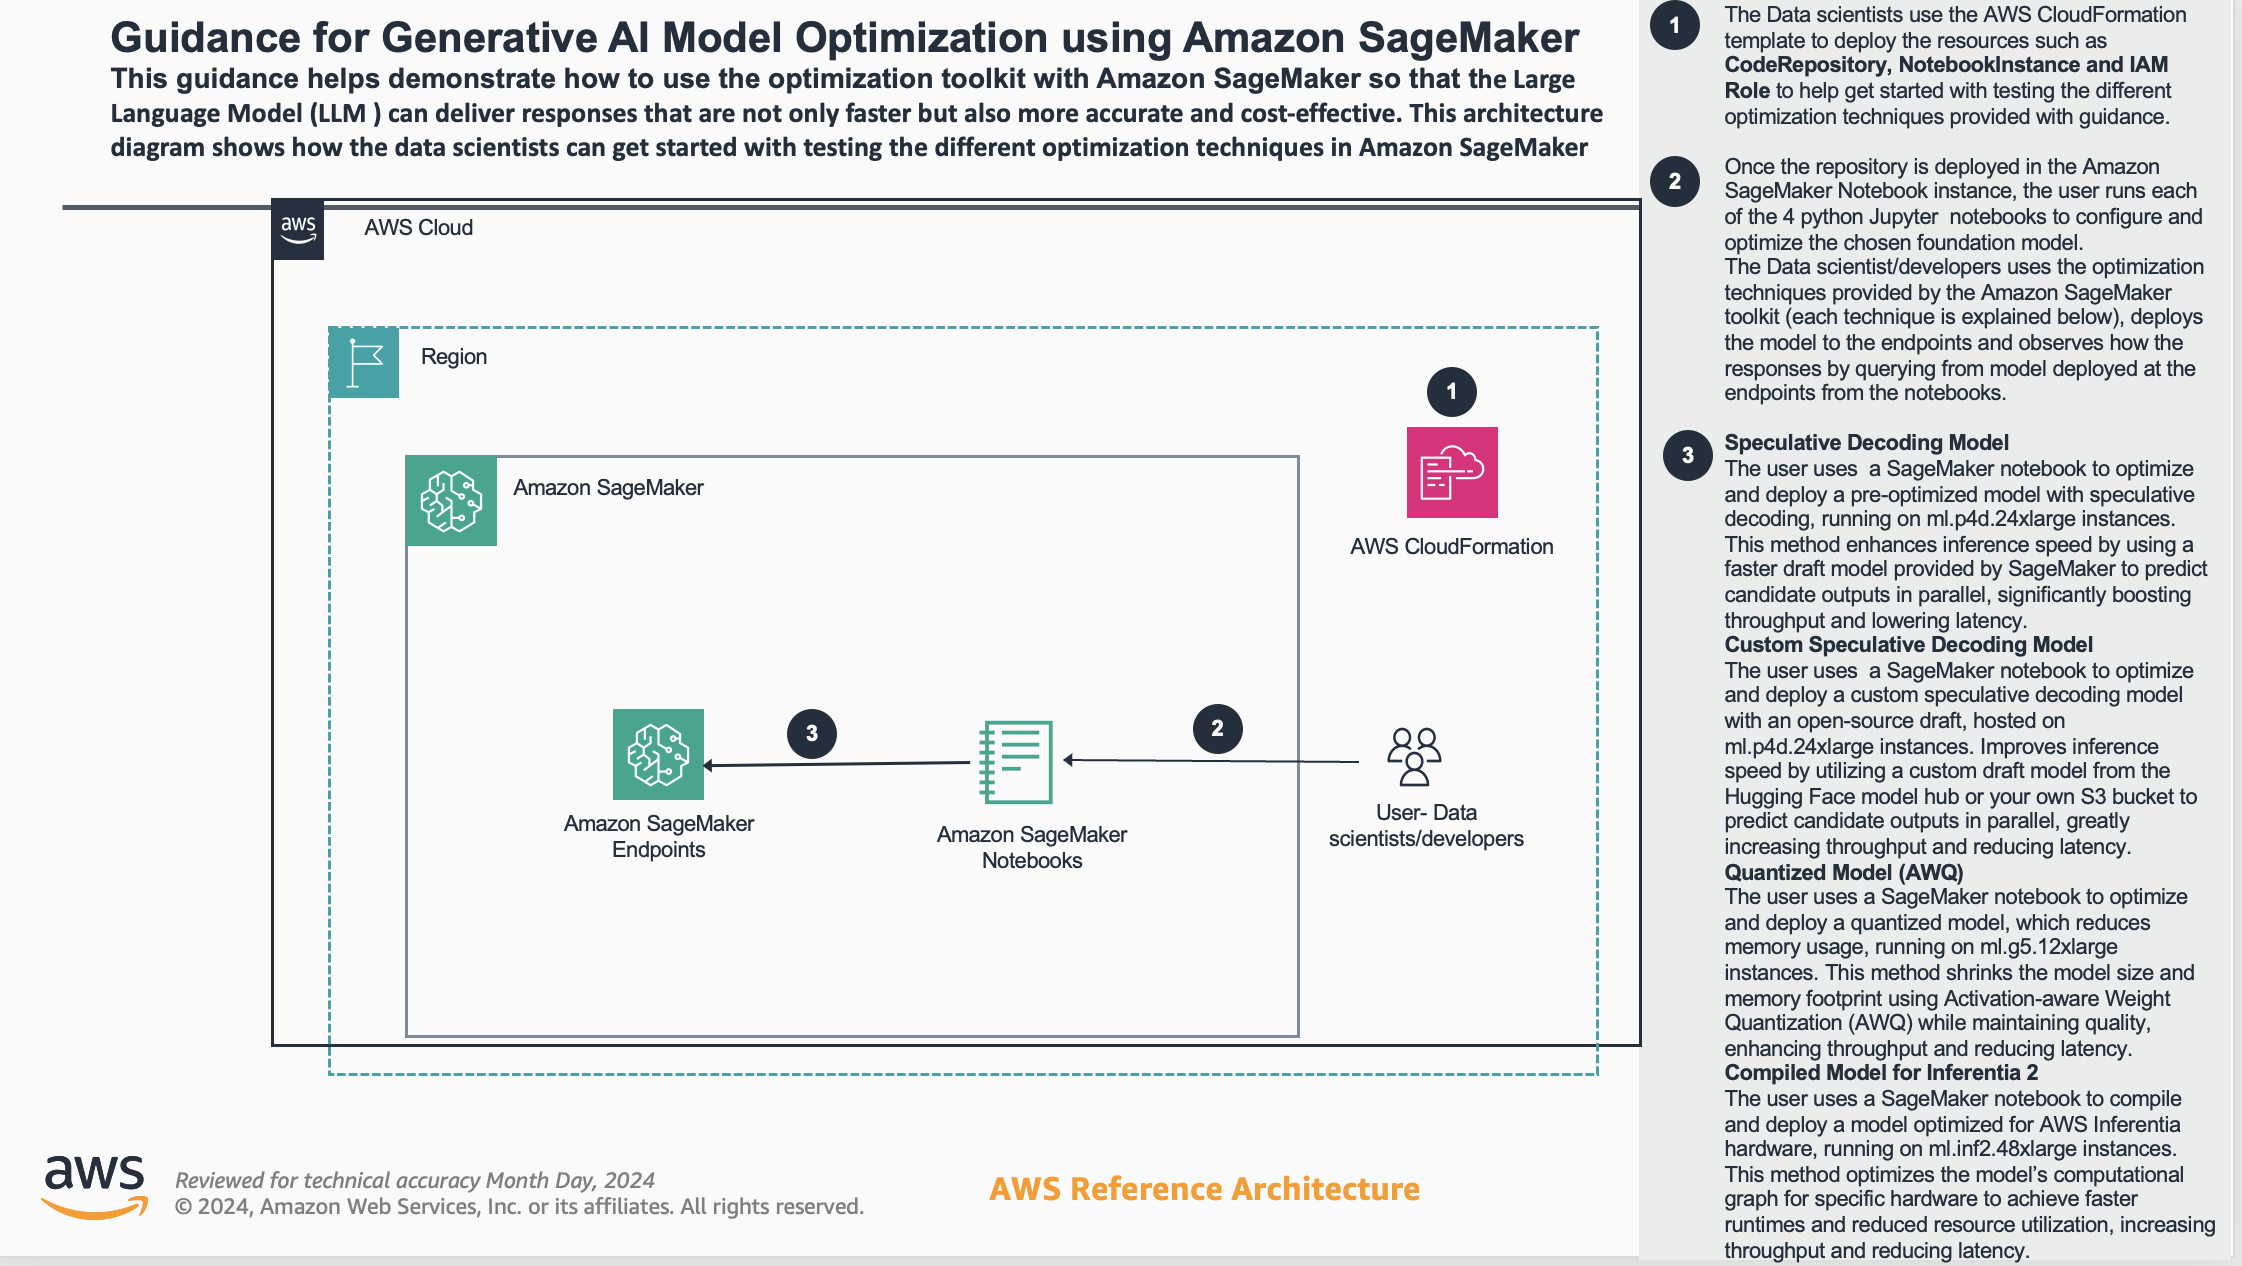 Guidance for Generative AI Model Optimization using Amazon SageMaker
This guidance helps demonstrate how to use the optimization toolkit with Amazon SageMaker so that the Large
Language Model (LLM ) can deliver responses that are not only faster but also more accurate and cost-effective. This architecture
diagram shows how the data scientists can get started with testing the different optimization techniques in Amazon SageMaker
aws
AWS Cloud
Region
1
AWS CloudFormation
Amazon SageMaker
3
2
Amazon SageMaker
Endpoints
Amazon SageMaker
Notebooks
User- Data
scientists/developers
1
The Data scientists use the AWS CloudFormation
template to deploy the resources such as
CodeRepository, NotebookInstance and IAM
Role to help get started with testing the different
optimization techniques provided with guidance.
2
Once the repository is deployed in the Amazon
SageMaker Notebook instance, the user runs each
of the 4 python Jupyter  notebooks to configure and
optimize the chosen foundation model.
The Data scientist/developers uses the optimization
techniques provided by the Amazon SageMaker
toolkit (each technique is explained below), deploys
the model to the endpoints and observes how the
responses by querying from model deployed at the
endpoints from the notebooks.
3
Speculative Decoding Model
The user uses  a SageMaker notebook to optimize
and deploy a pre-optimized model with speculative
decoding, running on ml.p4d.24xlarge instances.
This method enhances inference speed by using a
faster draft model provided by SageMaker to predict
candidate outputs in parallel, significantly boosting
throughput and lowering latency.
Custom Speculative Decoding Model
The user uses  a SageMaker notebook to optimize
and deploy a custom speculative decoding model
with an open-source draft, hosted on
ml.p4d.24xlarge instances. Improves inference
speed by utilizing a custom draft model from the
Hugging Face model hub or your own S3 bucket to
predict candidate outputs in parallel, greatly
increasing throughput and reducing latency.
Quantized Model (AWQ)
The user uses a SageMaker notebook to optimize
and deploy a quantized model, which reduces
memory usage, running on ml.g5.12xlarge
instances. This method shrinks the model size and
memory footprint using Activation-aware Weight
Quantization (AWQ) while maintaining quality,
enhancing throughput and reducing latency.
Compiled Model for Inferentia 2
The user uses a SageMaker notebook to compile
and deploy a model optimized for AWS Inferentia
hardware, running on ml.inf2.48xlarge instances.
This method optimizes the model’s computational
graph for specific hardware to achieve faster
runtimes and reduced resource utilization, increasing
throughput and reducing latency.
aws
Reviewed for technical accuracy Month Day, 2024
© 2024, Amazon Web Services, Inc. or its affiliates. All rights reserved.
AWS Reference Architecture